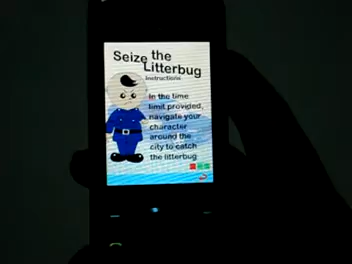 Seize the
Litterbug
Instructions
In the time
limit provided,
navigate your
character
around the
city to catch
the litterbug